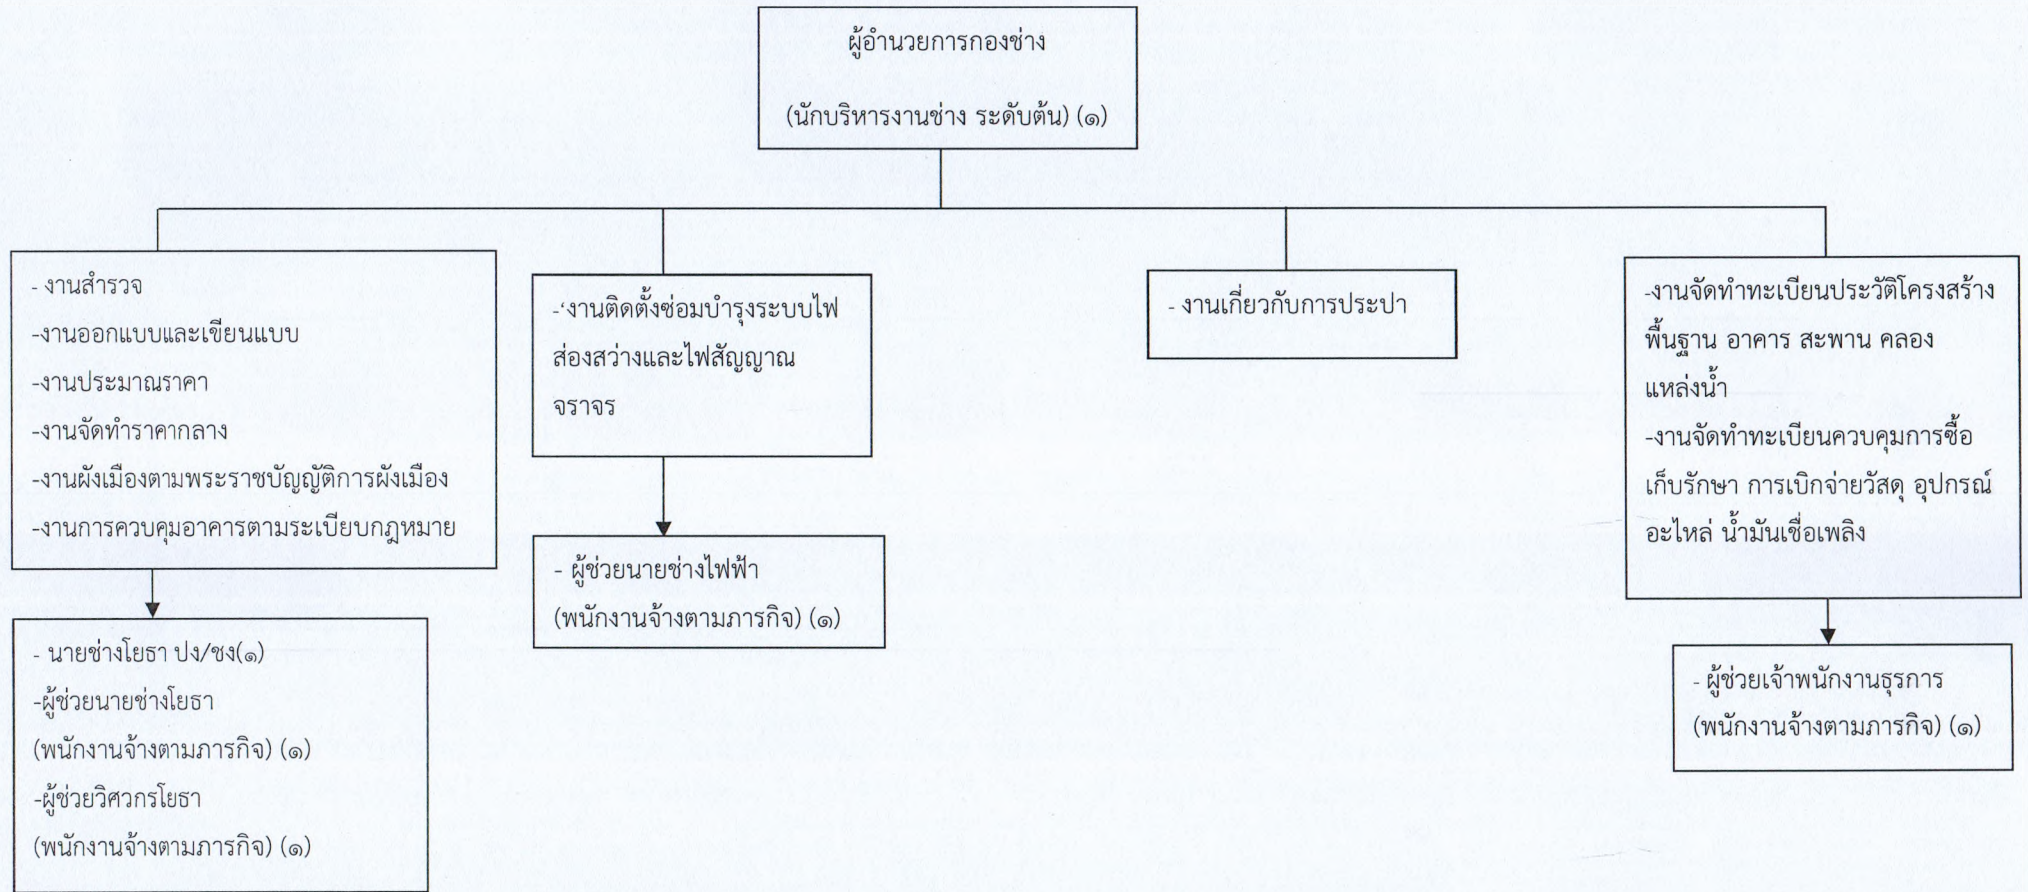 ผู้อำนวยการกองช่าง
(นักบริหารงานช่าง ระดับต้น) (๑)
- งานสำรวจ
-งานออกแบบและเขียนแบบ
-งานประมาณราคา
-งานจัดทำราคากลาง
-งานผังเมืองตามพระราชบัญญัติการผังเมือง
-งานการควบคุมอาคารตามระเบียบกฎหมาย
- นายช่างโยธา ปง/ชง(๑)
-ผู้ช่วยนายช่างโยธา
(พนักงานจ้างตามภารกิจ) (๑)
-ผู้ช่วยวิศวกรโยธา
(พนักงานจ้างตามภารกิจ) (๑)
-งานติดตั้งซ่อมบำรุงระบบไฟ
ส่องสว่างและไฟสัญญาณ
จราจร
- ผู้ช่วยนายช่างไฟฟ้า
(พนักงานจ้างตามภารกิจ) (๑)
- งานเกี่ยวกับการประปา
-งานจัดทำทะเบียนประวัติโครงสร้าง
พื้นฐาน อาคาร สะพาน คลอง
แหล่งน้ำ
-งานจัดทำทะเบียนควบคุมการซื้อ
เก็บรักษา การเบิกจ่ายวัสดุ อุปกรณ์
อะไหล่ น้ำมันเชื่อเพลิง
- ผู้ช่วยเจ้าพนักงานธุรการ
(พนักงานจ้างตามภารกิจ) (๑)